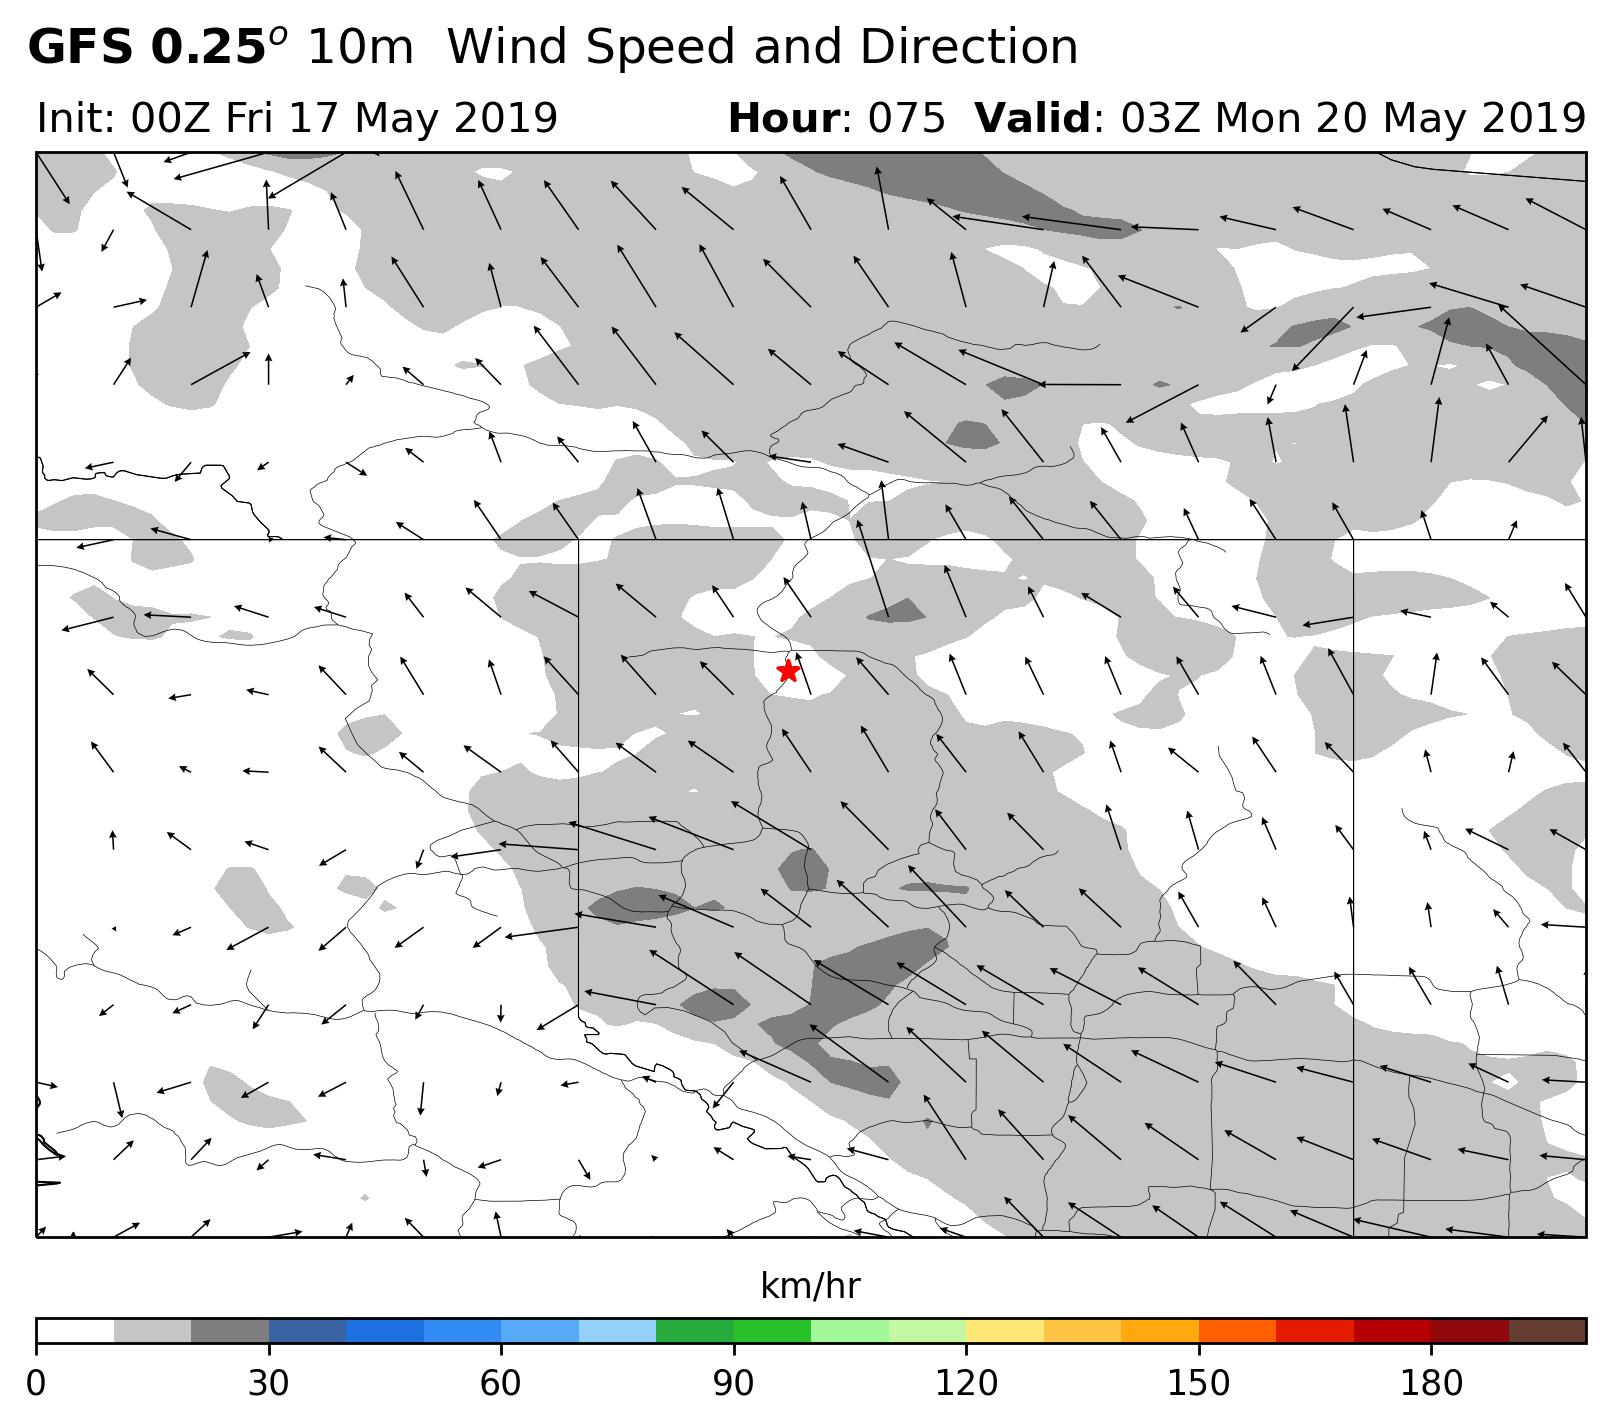 GFS 0.25° 10m Wind Speed and Direction
Init: 00Z Fri 17 May 2019 Hour: 075 Valid: 03Z Mon 20 May 2019
km/hr
0 30 60 90 120 150 180